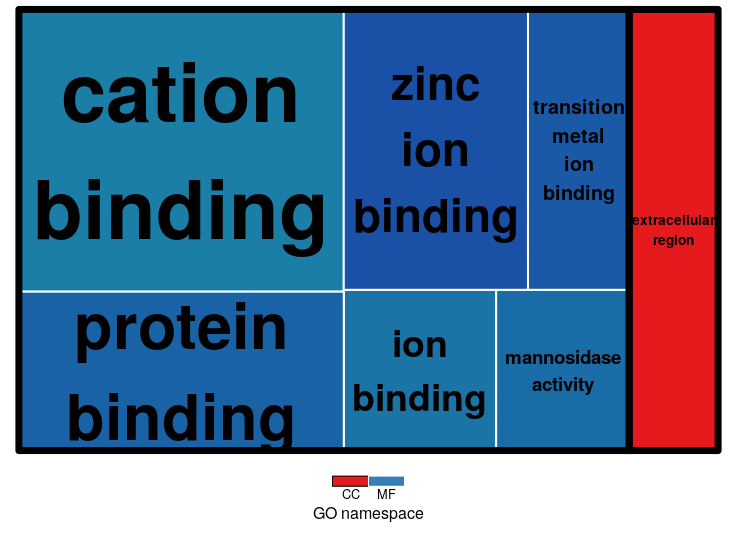 cation
binding
zinc
ion
binding
transition
metal
ion
binding
extracellular
region
protein
binding
ion
binding
mannosidase
activity
CC MF
GO namespace